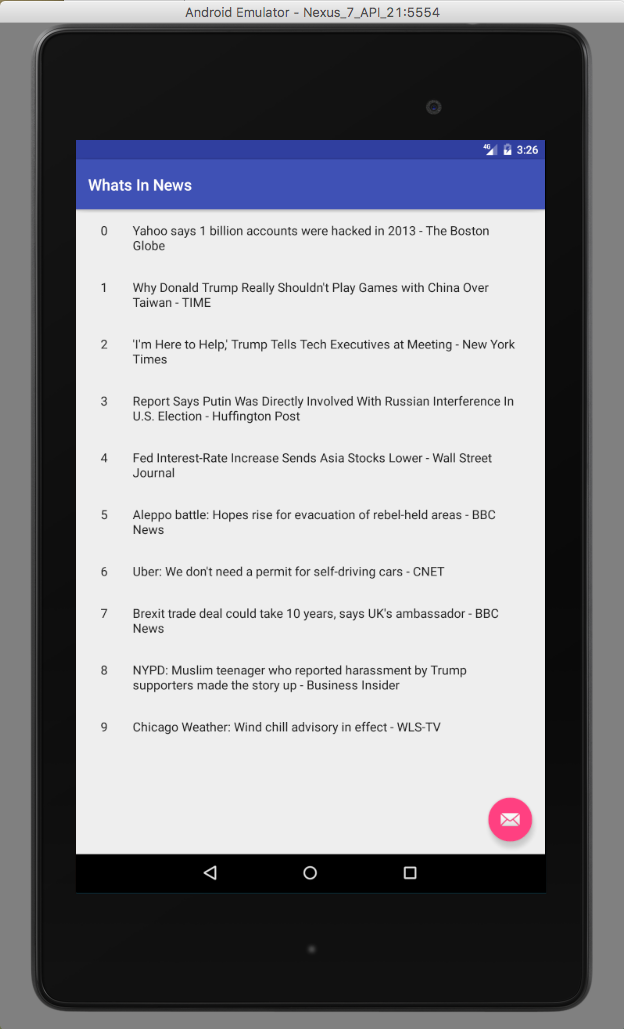 Android Emulator - Nexus_7_API_21:5554
4G 3:26
Whats In News
0 Yahoo says 1 billion accounts were hacked in 2013 - The Boston
Globe
1 Why Donald Trump Really Shouldn't Play Games with China Over
Taiwan - TIME
2 'I'm Here to Help,' Trump Tells Tech Executives at Meeting - New York
Times
3 Report Says Putin Was Directly Involved With Russian Interference In
U.S. Election - Huffington Post
4 Fed Interest-Rate Increase Sends Asia Stocks Lower - Wall Street
Journal
5 Aleppo battle: Hopes rise for evacuation of rebel-held areas - BBC
News
6 Uber: We don't need a permit for self-driving cars - CNET
7 Brexit trade deal could take 10 years, says UK's ambassador - BBC
News
8 NYPD: Muslim teenager who reported harassment by Trump
supporters made the story up - Business Insider
9 Chicago Weather: Wind chill advisory in effect - WLS-TV